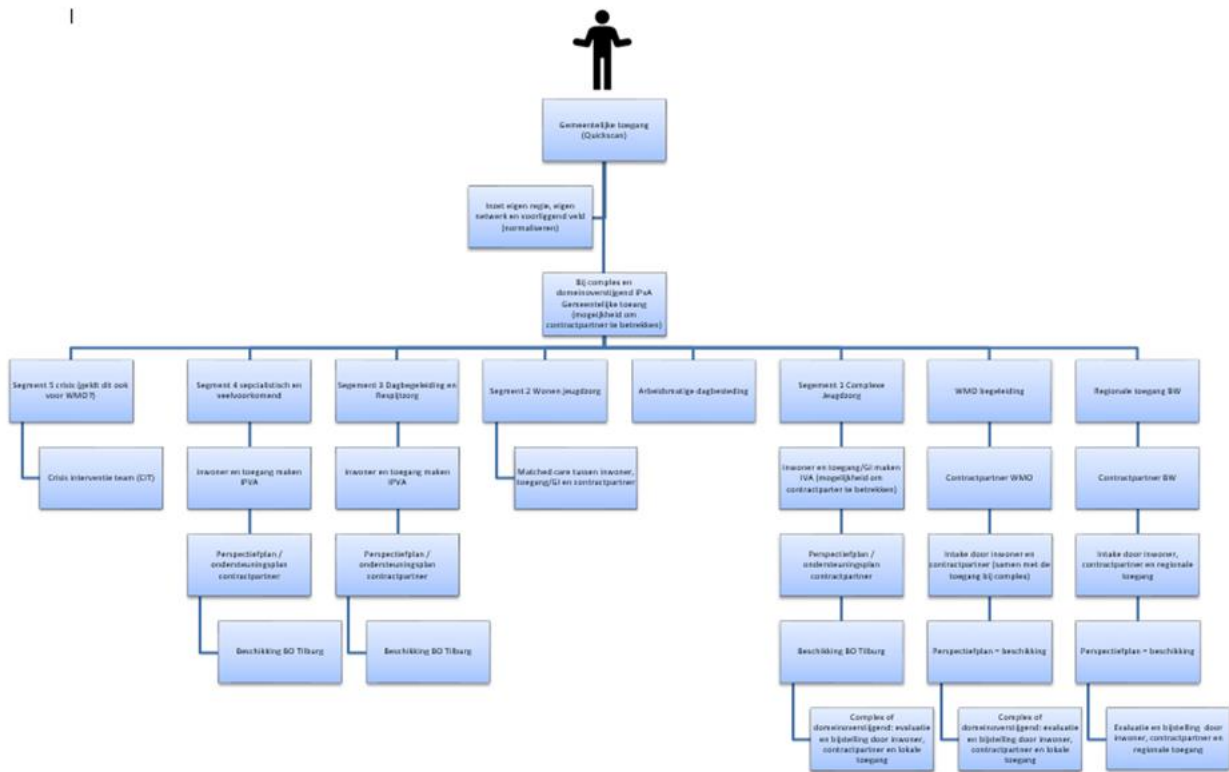 Gemeentelijke toegang
(Quickscan)
Inzet eigen regie, eigen
netwerk en voorliggend veld
(normaliseren)
Bij complex en
domeinoverstijgend IPvA
Gemeentelijke toeang
(mogelijkheid om
contractpartner te betrekken)
Segment 5 crisis (geldt dit ook
voor WMO?
Segment 4 sepcialistisch en
veelvoorkomend
Segement 3 Dagbegeleiding en
Respijtzorg
Segment 2 Wonen jeugdzorg
Arbeidsmatige dagbesteding
Segement 1 Complexe
Jeugdzorg
WMO begeleiding
Regionale toegang BW
Crisis interventie team (CIT)
Inwoner en toegang maken
IPVA
Inwoner en toegang maken
IPVA
Matched care tussen inwoner,
toegang/GI en contractpartner
Inwoner en toegang/GI maken
IVA (mogelijkheid om
contractparter te betrekken)
Contractpartner WMO
Contractpartner BW
Perspectiefplan /
ondersteuningsplan
contractpartner
Perspectiefplan /
ondersteuningsplan
contractpartner
Perspectiefplan /
ondersteuningsplan
contractpartner
Intake door inwoner en
contractpartner (samen met de
toegang bij complex)
Intake door inwoner,
contractpartner en regionale
toegang
Beschikking BO Tilburg
Beschikking BO Tilburg
Beschikking BO Tilburg
Perspectiefplan = beschikking
Perspectiefplan = beschikking
Complex of
domeinoverstijgend: evaluatie
en bijstelling door inwoner,
contractpartner en lokale
toegang
Complex of
domeinoverstijgend: evaluatie
en bijstelling door inwoner,
contractpartner en lokale
toegang
Evaluatie en bijstelling door
inwoner, contractpartner en
regionale toegang